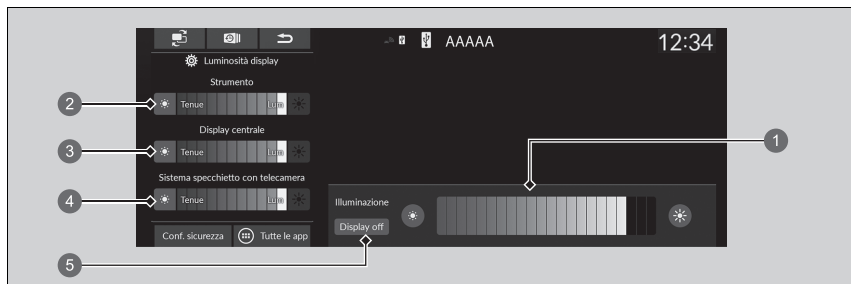 AAAAA
12:34
Luminosità display
Strumento
Tenue
Lum
Display centrale
Tenue
Lum
Sistema specchietto con telecamera
Tenue
Lum
Conf. sicurezza
Tutte le app
Illuminazione
Display off
1
2
3
4
5